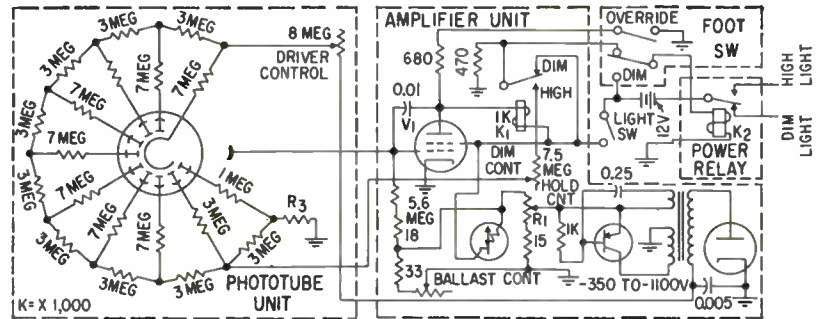 3MEG
3MEG
3MEG
3MEG
3MEG
3MEG
3MEG
3MEG
3MEG
3MEG
7MEG
7MEG
7MEG
7MEG
7MEG
7MEG
7MEG
7MEG
1MEG
R3
8 MEG
DRIVER
CONTROL
PHOTOTUBE
UNIT
K= X 1,000
AMPLIFIER UNIT
680
470
DIM
HIGH
0.01
V1
1K
K1
DIM
CONT
7.5
MEG
HOLD
CNT
5.6
MEG
18
33
R1
15
1K
BALLAST CONT
0.25
-350 TO-1100V
0.005
OVERRIDE
FOOT
SW
DIM
LIGHT
SW
12V
K2
POWER
RELAY
HIGH
LIGHT
DIM
LIGHT